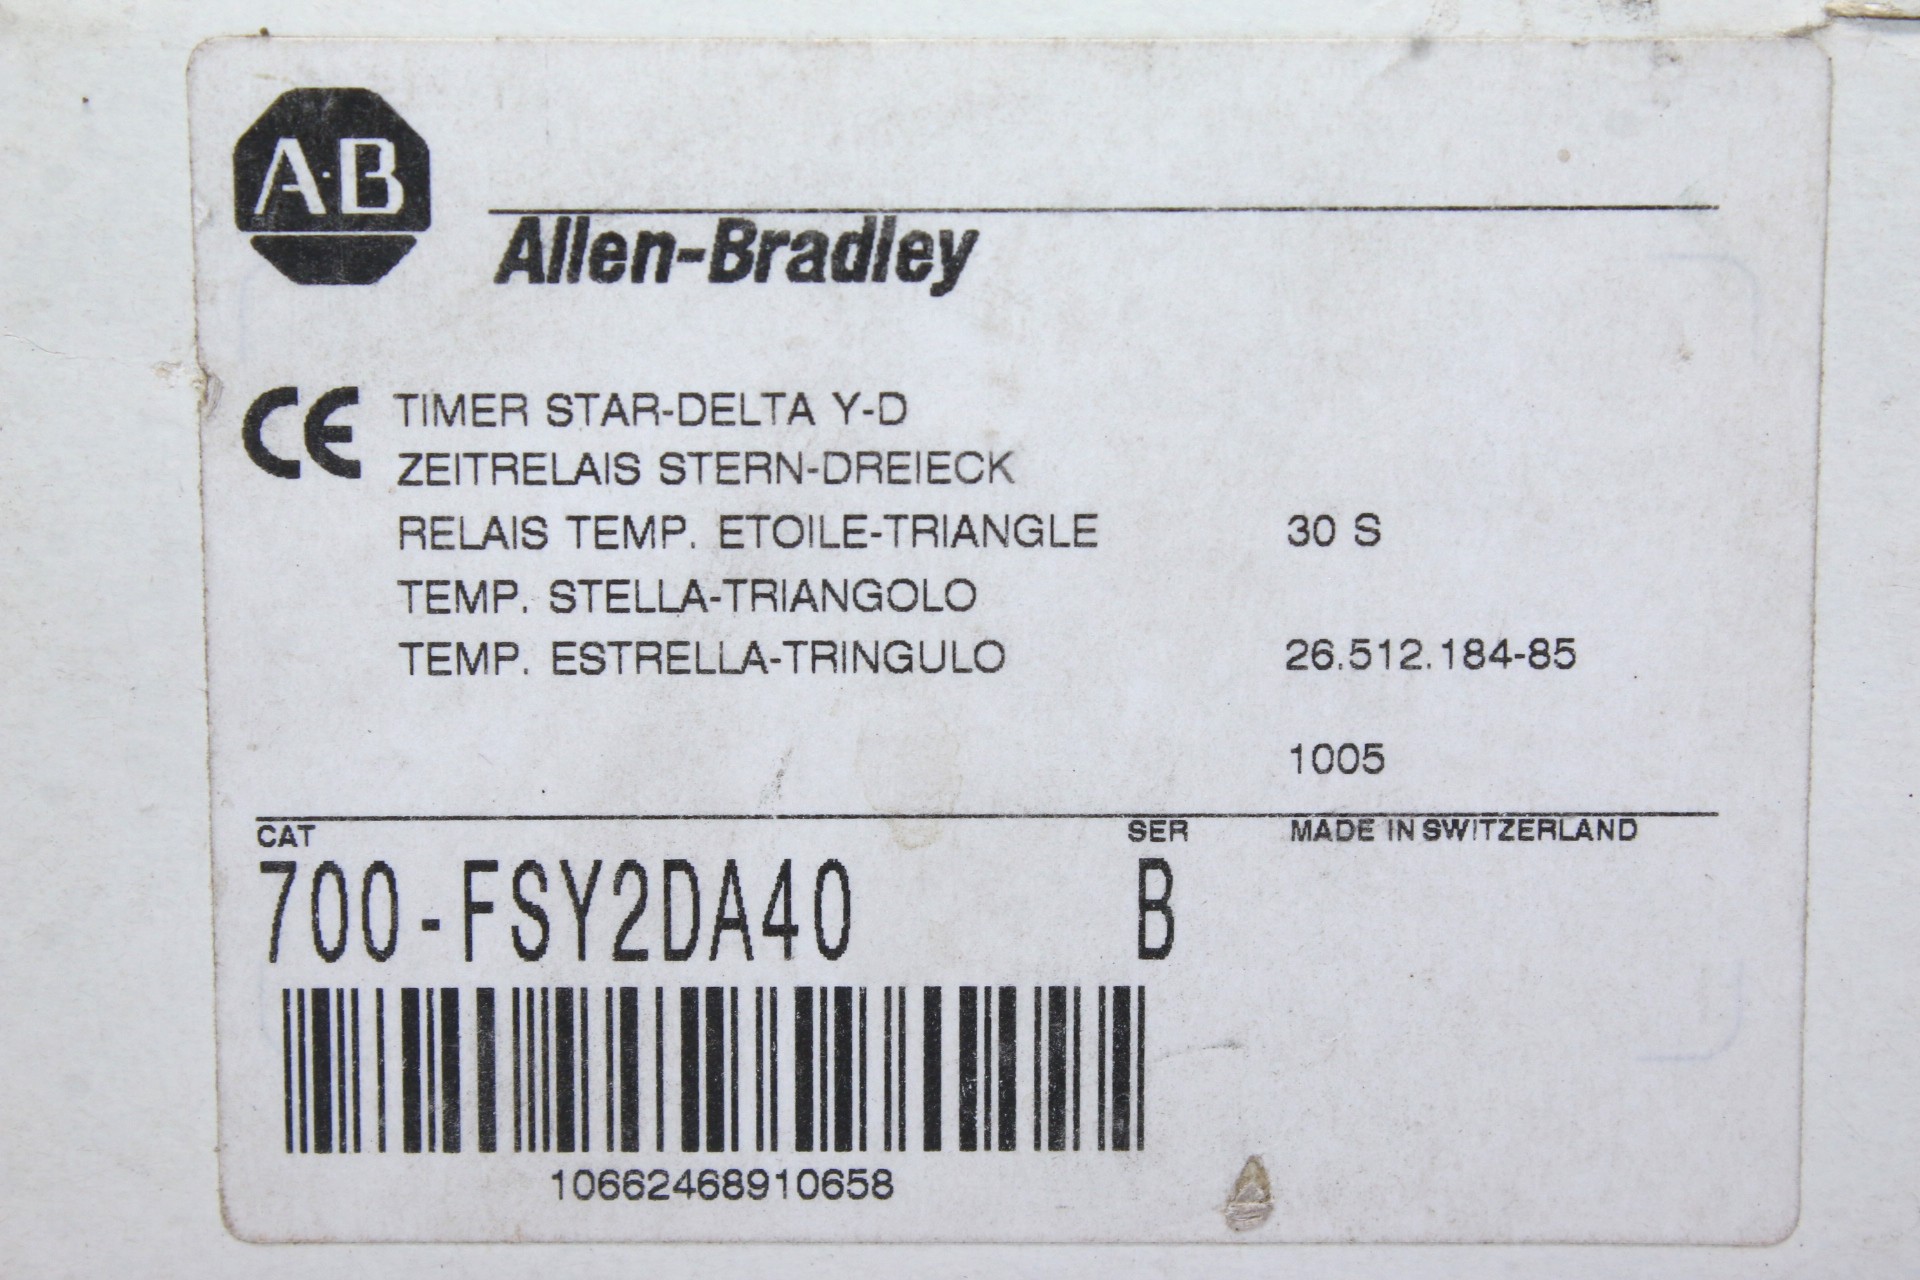 A·B
Allen-Bradley
CE TIMER STAR-DELTA Y-D
ZEITRELAIS STERN-DREIECK
RELAIS TEMP. ETOILE-TRIANGLE 30 S
TEMP. STELLA-TRIANGOLO
TEMP. ESTRELLA-TRINGULO 26.512.184-85
1005
CAT SER MADE IN SWITZERLAND
700-FSY2DA40 B
10662468910658